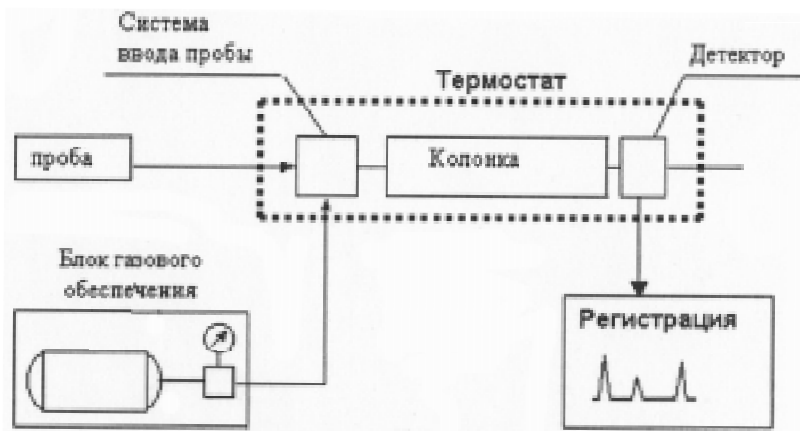 Система
ввода пробы
Детектор
Термостат
проба
Колонка
Блок газового
обеспечения
Регистрация